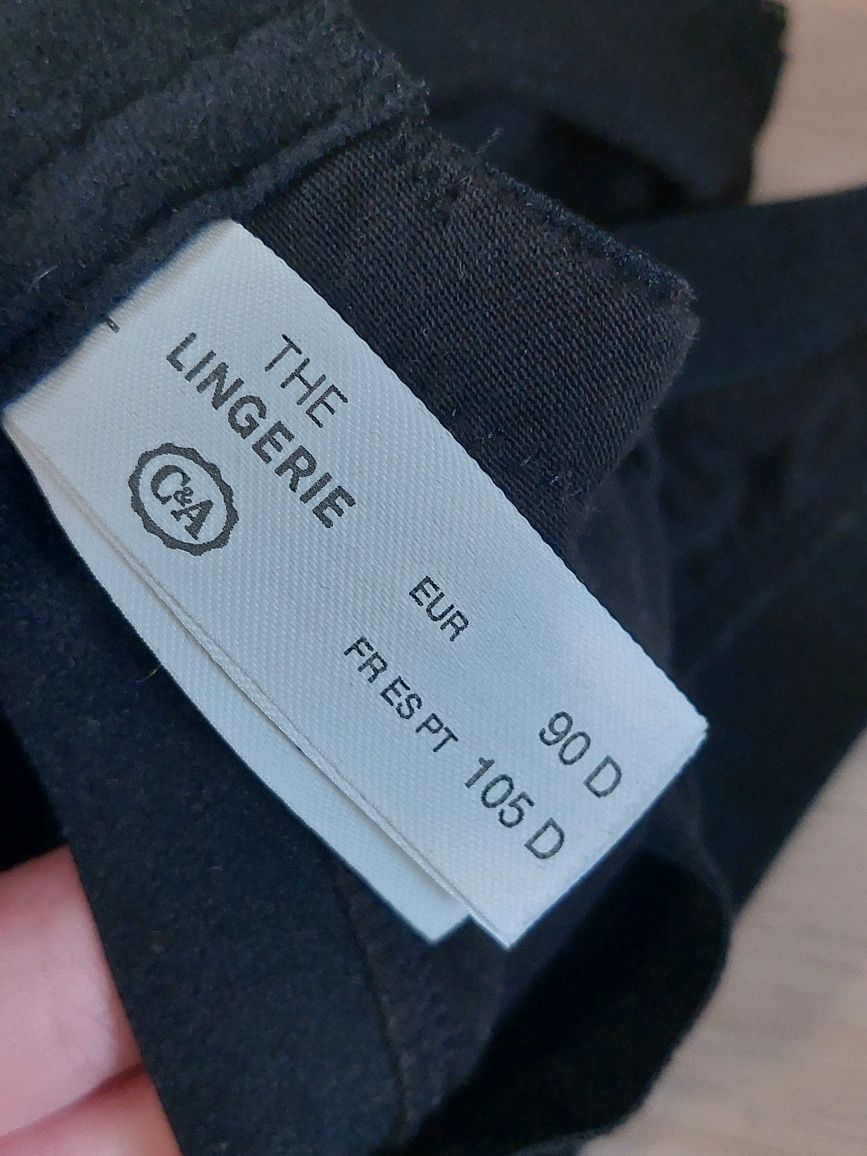 THE
LINGERIE
C&A
EUR 90 D
FR ES PT 105 D